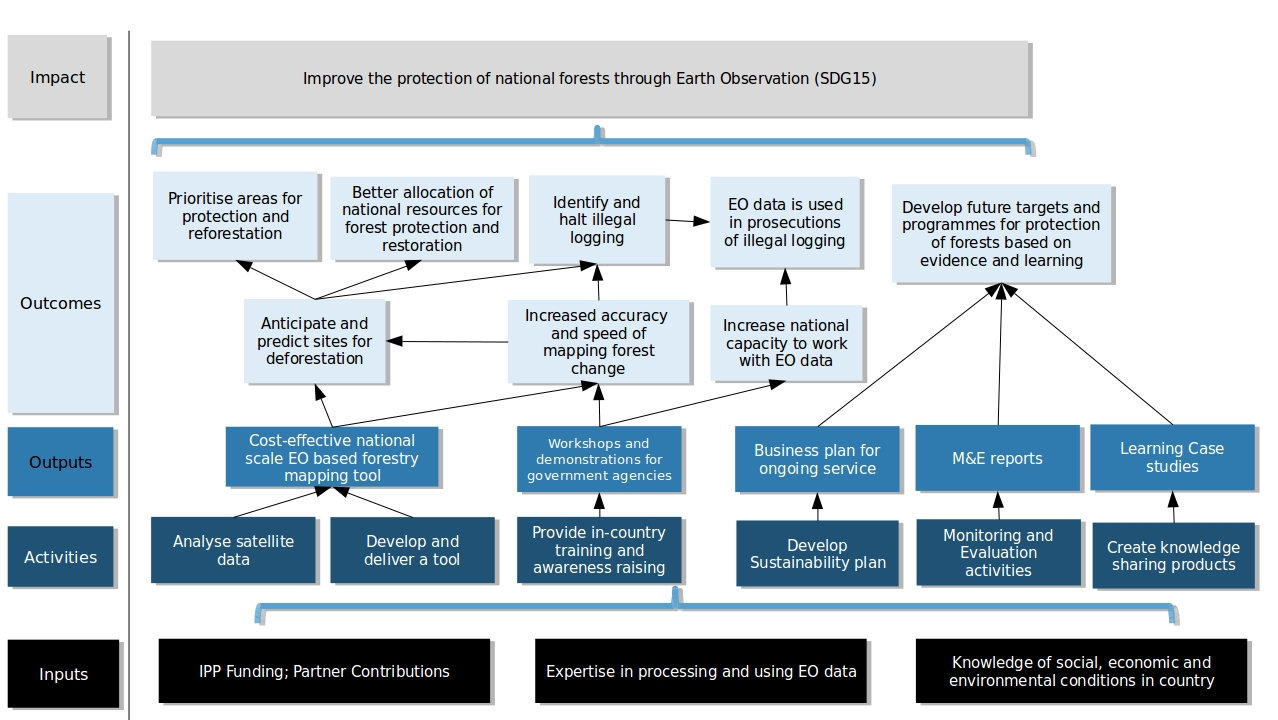 Impact
Improve the protection of national forests through Earth Observation (SDG15)
Outcomes
Prioritise areas for
protection and
reforestation
Better allocation of
national resources for
forest protection and
restoration
Identify and
halt illegal
logging
EO data is used
in prosecutions
of illegal logging
Develop future targets and
programmes for protection
of forests based on
evidence and learning
Anticipate and
predict sites for
deforestation
Increased accuracy
and speed of
mapping forest
change
Increase national
capacity to work
with EO data
Outputs
Cost-effective national
scale EO based forestry
mapping tool
Workshops and
demonstrations for
government agencies
Business plan for
ongoing service
M&E reports
Learning Case
studies
Activities
Analyse satellite
data
Develop and
deliver a tool
Provide in-country
training and
awareness raising
Develop
Sustainability plan
Monitoring and
Evaluation
activities
Create knowledge
sharing products
Inputs
IPP Funding; Partner Contributions
Expertise in processing and using EO data
Knowledge of social, economic and
environmental conditions in country